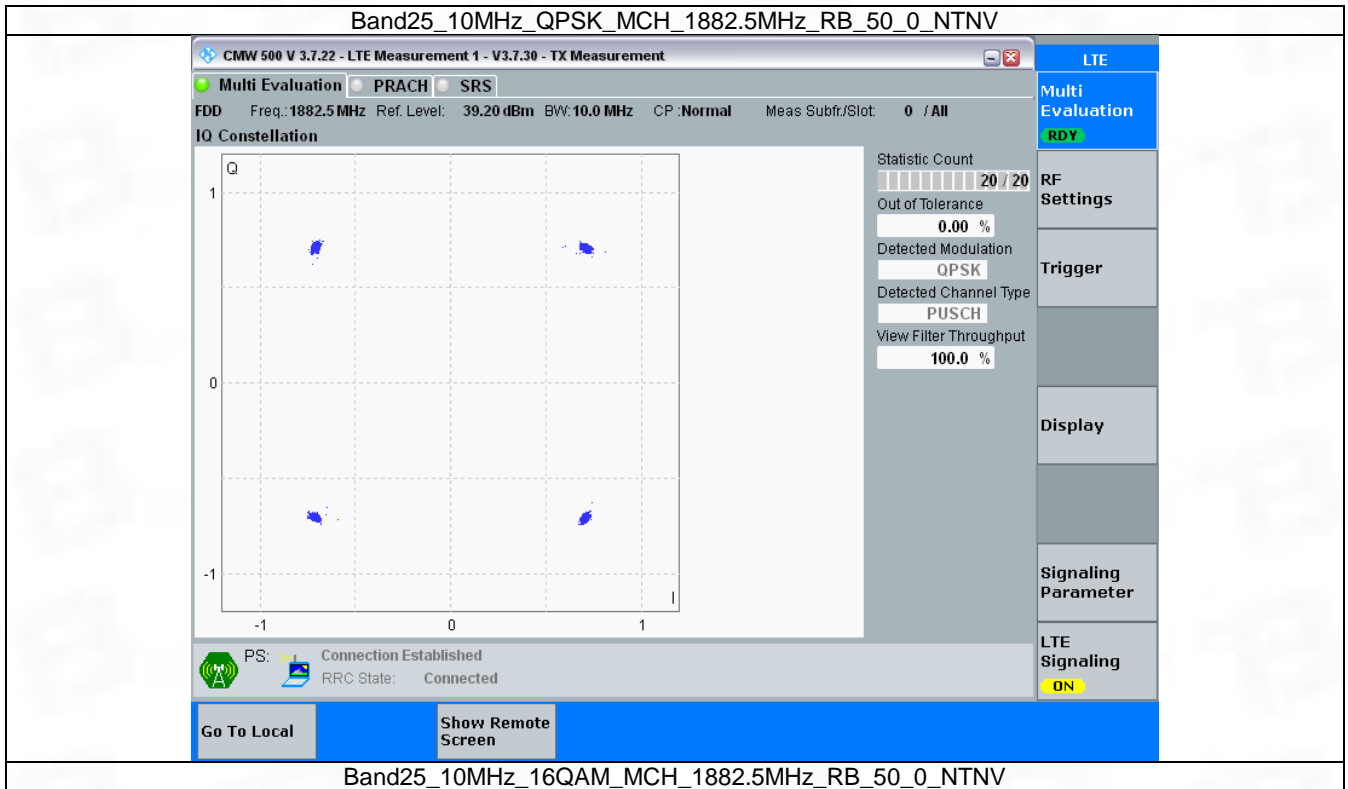 Band25_10MHz_QPSK_MCH_1882.5MHz_RB_50_0_NTNV
CMW 500 V 3.7.22 - LTE Measurement 1 - V3.7.30 - TX Measurement
LTE
Multi Evaluation PRACH SRS
Multi
Evaluation
RDY
FDD Freq.: 1882.5 MHz Ref. Level: 39.20 dBm BW: 10.0 MHz CP : Normal Meas Subfr./Slot: 0 / All
IQ Constellation
Q
1
0
-1
I
-1 0 1
Statistic Count
20 / 20
Out of Tolerance
0.00 %
Detected Modulation
QPSK
Detected Channel Type
PUSCH
View Filter Throughput
100.0 %
RF
Settings
Trigger
Display
Signaling
Parameter
LTE
Signaling
ON
PS: Connection Established
RRC State: Connected
Go To Local
Show Remote
Screen
Band25_10MHz_16QAM_MCH_1882.5MHz_RB_50_0_NTNV